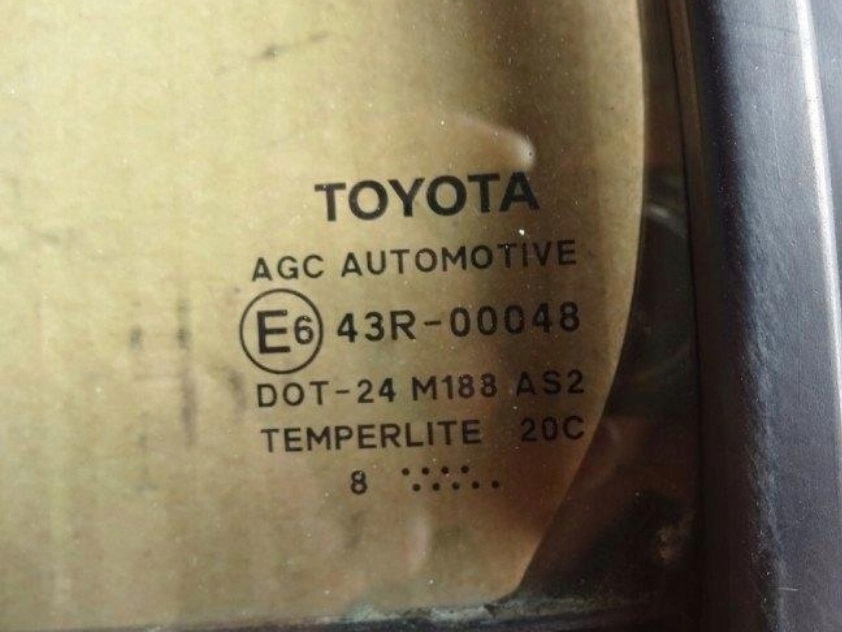 TOYOTA
AGC AUTOMOTIVE
E6 43R-00048
DOT-24 M188 AS2
TEMPERLITE 20C
8